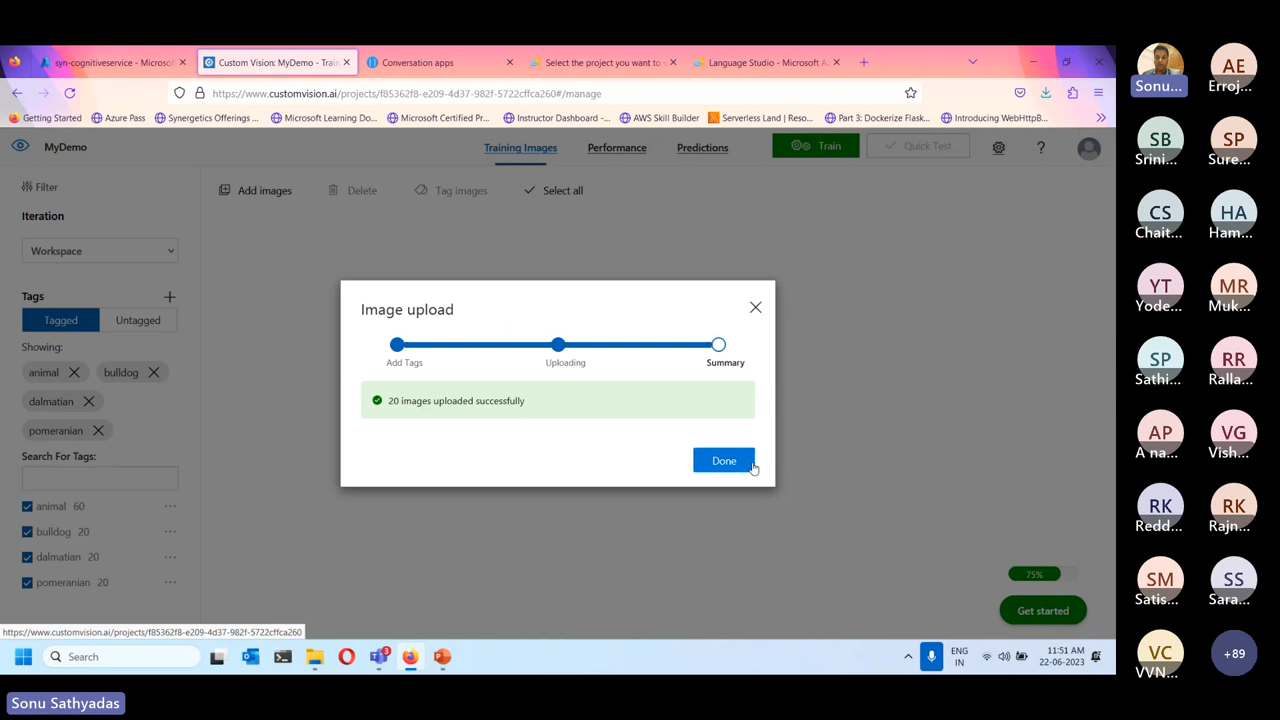 syn-cognitiveservice - Microsoft
Custom Vision: MyDemo - Train
Conversation apps
Select the project you want to
Language Studio - Microsoft A
https://www.customvision.ai/projects/f85362f8-e209-4d37-982f-5722cffca260#/manage
Getting Started
Azure Pass
Synergetics Offerings ...
Microsoft Learning Do...
Microsoft Certified Pr...
Instructor Dashboard -...
AWS Skill Builder
Serverless Land | Reso...
Part 3: Dockerize Flask...
Introducing WebHttpB...
MyDemo
Training Images
Performance
Predictions
Train
Quick Test
?
Filter
Add images
Delete
Tag images
Select all
Iteration
Workspace
Tags
Tagged
Untagged
Showing:
animal
bulldog
dalmatian
pomeranian
Search For Tags:
animal 60
bulldog 20
dalmatian 20
pomeranian 20
Image upload
Add Tags
Uploading
Summary
20 images uploaded successfully
Done
75%
Get started
https://www.customvision.ai/projects/f85362f8-e209-4d37-982f-5722cffca260
Search
3
ENG
IN
11:51 AM
22-06-2023
Sonu Sathyadas
Sonu...
AE
Erroj...
SB
Srini...
SP
Sure...
CS
Chait...
HA
Ham...
YT
Yode...
MR
Muk...
SP
Sathi...
RR
Ralla...
AP
A na...
VG
Vish...
RK
Redd...
RK
Rajn...
SM
Satis...
SS
Sara...
VC
VVN...
+89